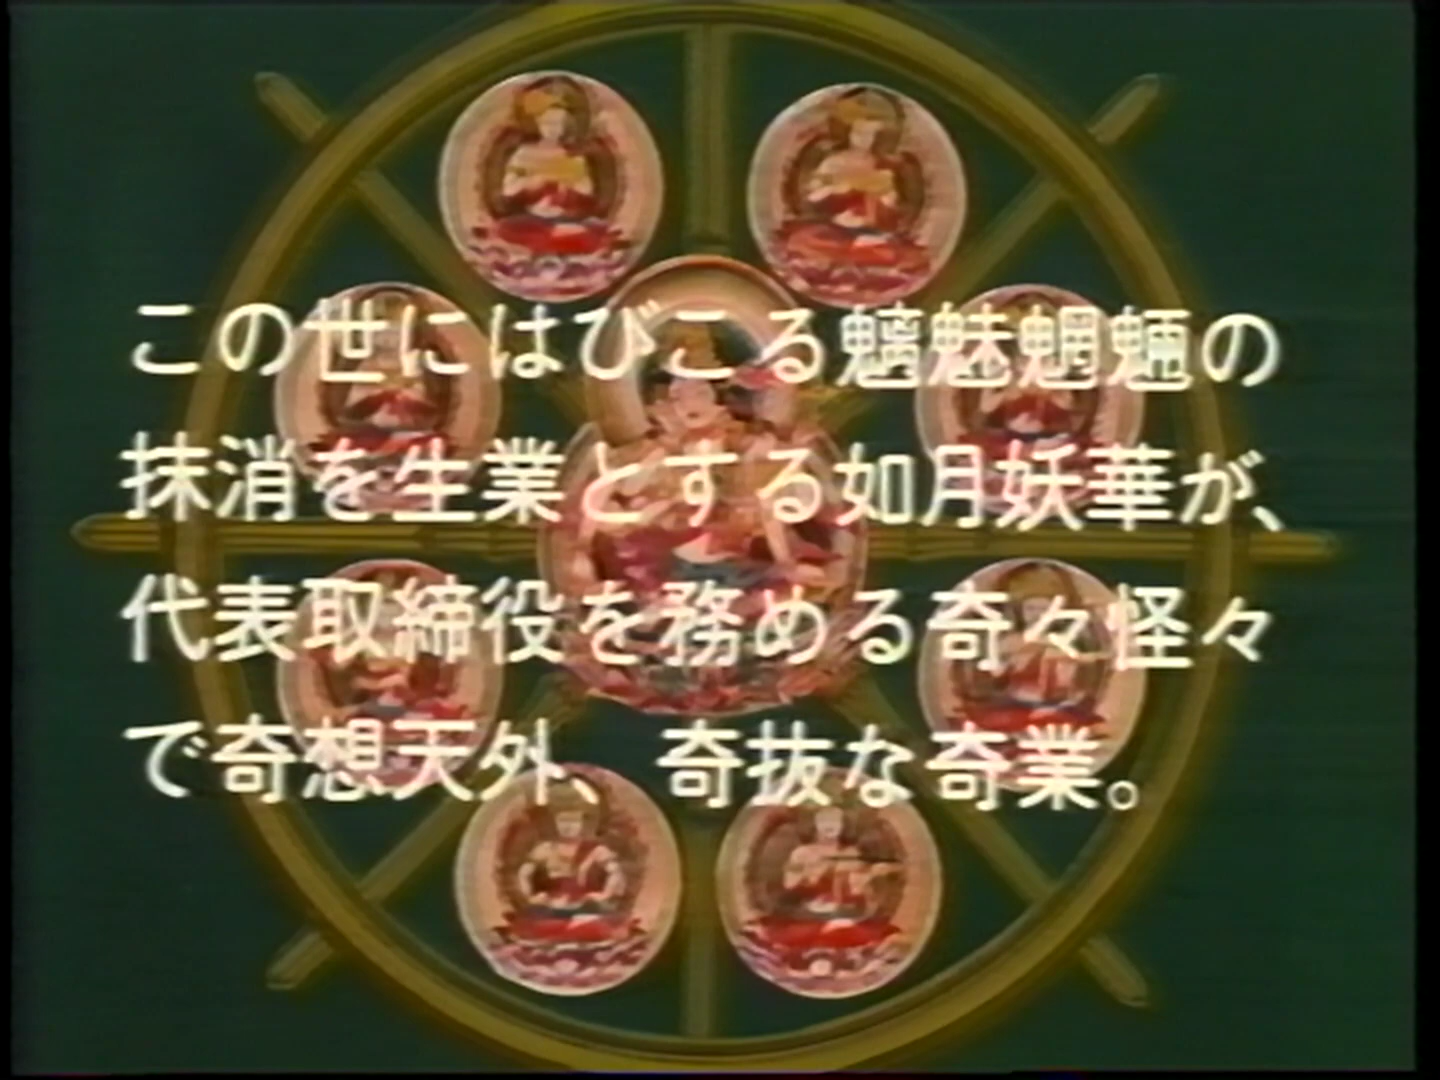 この世にはびこる魑魅魍魎の
抹消を生業とする如月妖華が、
代表取締役を務める奇々怪々
で奇想天外、奇抜な奇業。